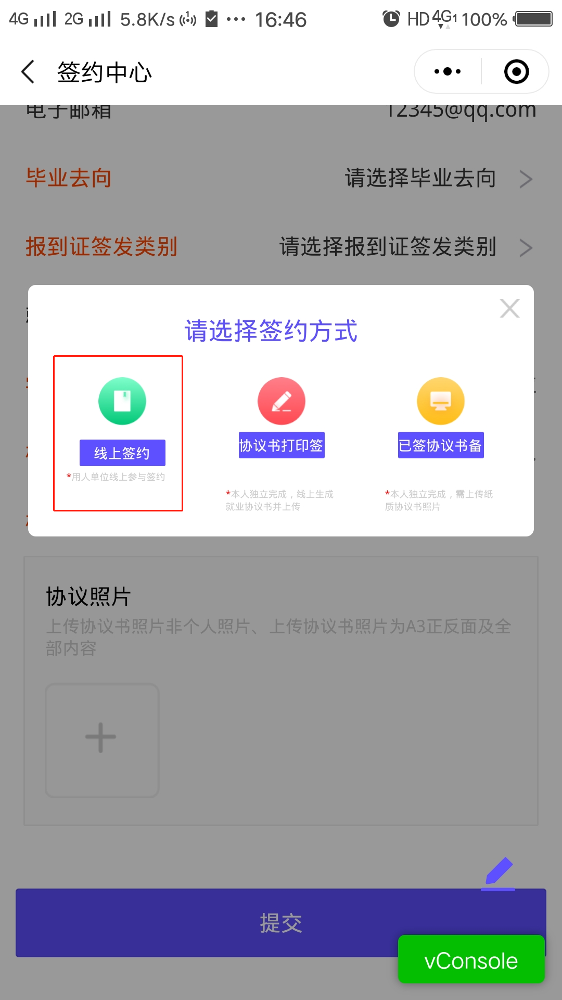 4G 2G 5.8K/s 16:46 HD 4G 1 100%
签约中心
电子邮箱 12345@qq.com
毕业去向 请选择毕业去向
报到证签发类别 请选择报到证签发类别
请选择签约方式
线上签约
*用人单位线上参与签约
协议书打印签
*本人独立完成，线上生成
就业协议书并上传
已签协议书备
*本人独立完成，需上传纸
质协议书照片
协议照片
上传协议书照片非个人照片、上传协议书照片为A3正反面及全
部内容
提交
vConsole